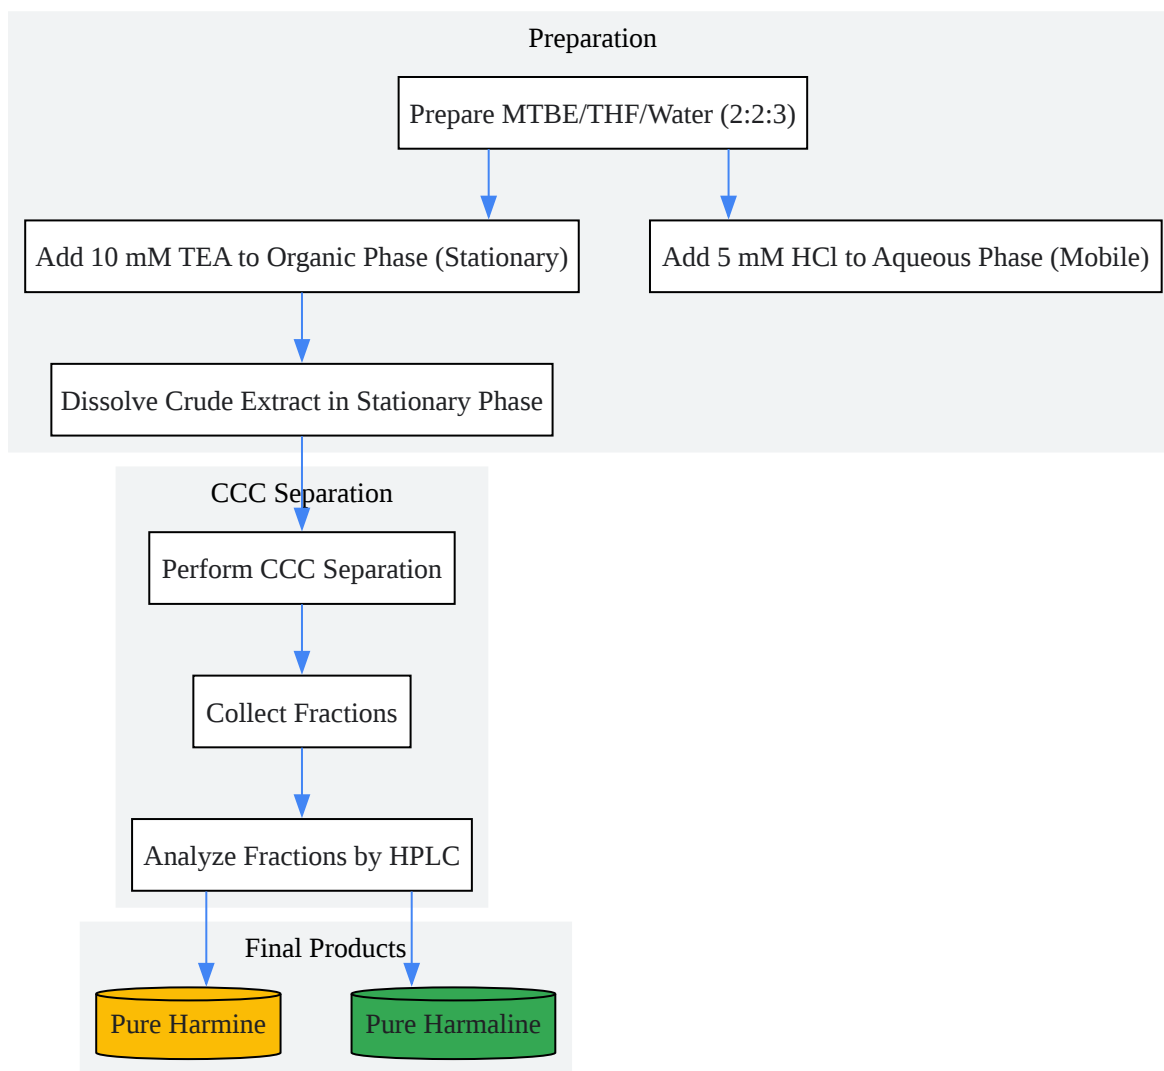 Preparation
Prepare MTBE/THF/Water (2:2:3)
Add 10 mM TEA to Organic Phase (Stationary)
Add 5 mM HCl to Aqueous Phase (Mobile)
Dissolve Crude Extract in Stationary Phase
CCC Separation
Perform CCC Separation
Collect Fractions
Analyze Fractions by HPLC
Final Products
Pure Harmine
Pure Harmaline